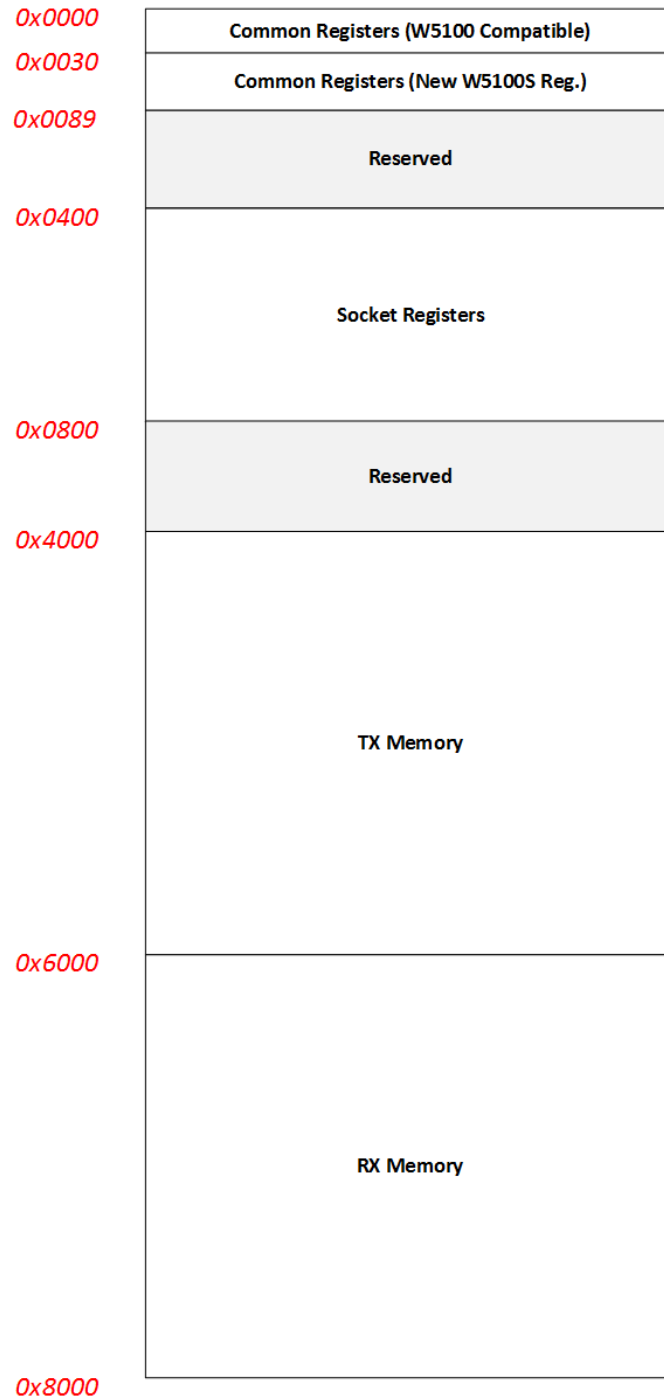 0x0000
Common Registers (W5100 Compatible)
0x0030
Common Registers (New W5100S Reg.)
0x0089
Reserved
0x0400
Socket Registers
0x0800
Reserved
0x4000
TX Memory
0x6000
RX Memory
0x8000